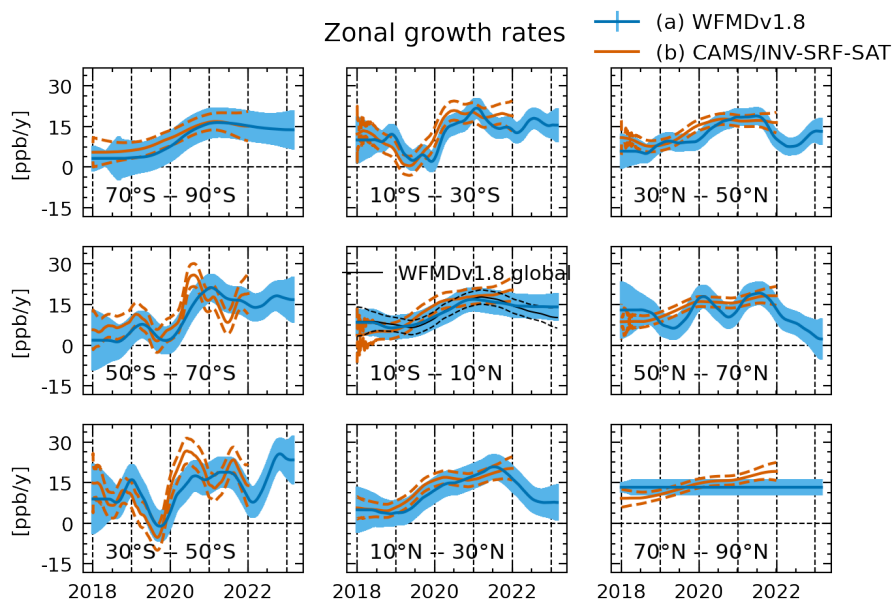 Zonal growth rates
(a) WFMDv1.8
(b) CAMS/INV-SRF-SAT
[ppb/y]
30
15
0
-15
70°S -- 90°S
10°S -- 30°S
30°N -- 50°N
[ppb/y]
30
15
0
-15
50°S -- 70°S
WFMDv1.8 global
10°S -- 10°N
50°N -- 70°N
[ppb/y]
30
15
0
-15
30°S -- 50°S
10°N -- 30°N
70°N -- 90°N
2018 2020 2022
2018 2020 2022
2018 2020 2022